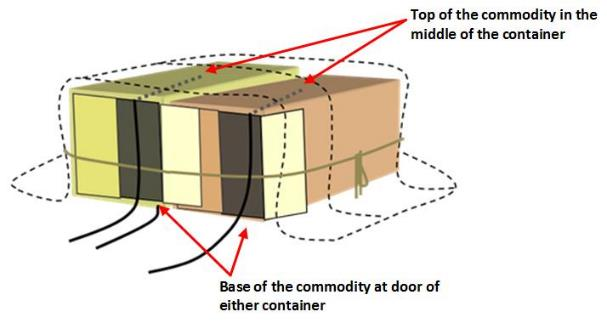 Top of the commodity in the
middle of the container
Base of the commodity at door of
either container